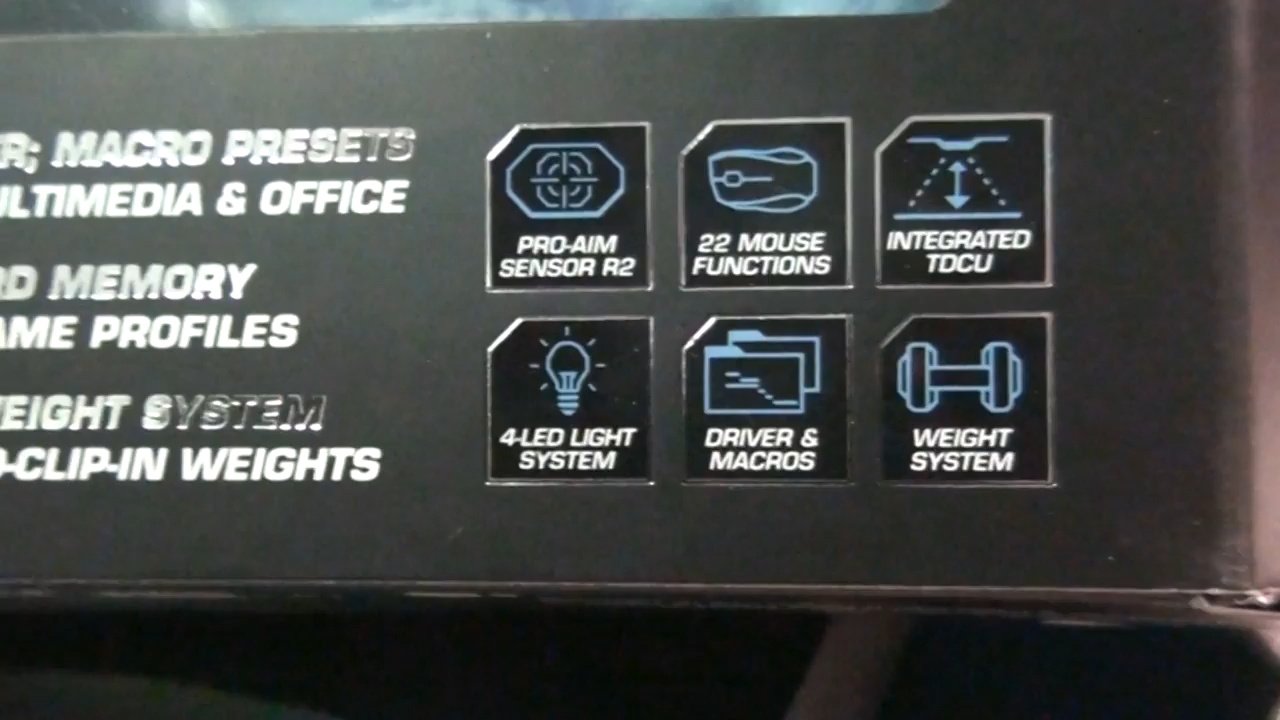 R; MACRO PRESETS
ULTIMEDIA & OFFICE
RD MEMORY
AME PROFILES
WEIGHT SYSTEM
-CLIP-IN WEIGHTS
PRO-AIM
SENSOR R2
22 MOUSE
FUNCTIONS
INTEGRATED
TDCU
4-LED LIGHT
SYSTEM
DRIVER &
MACROS
WEIGHT
SYSTEM